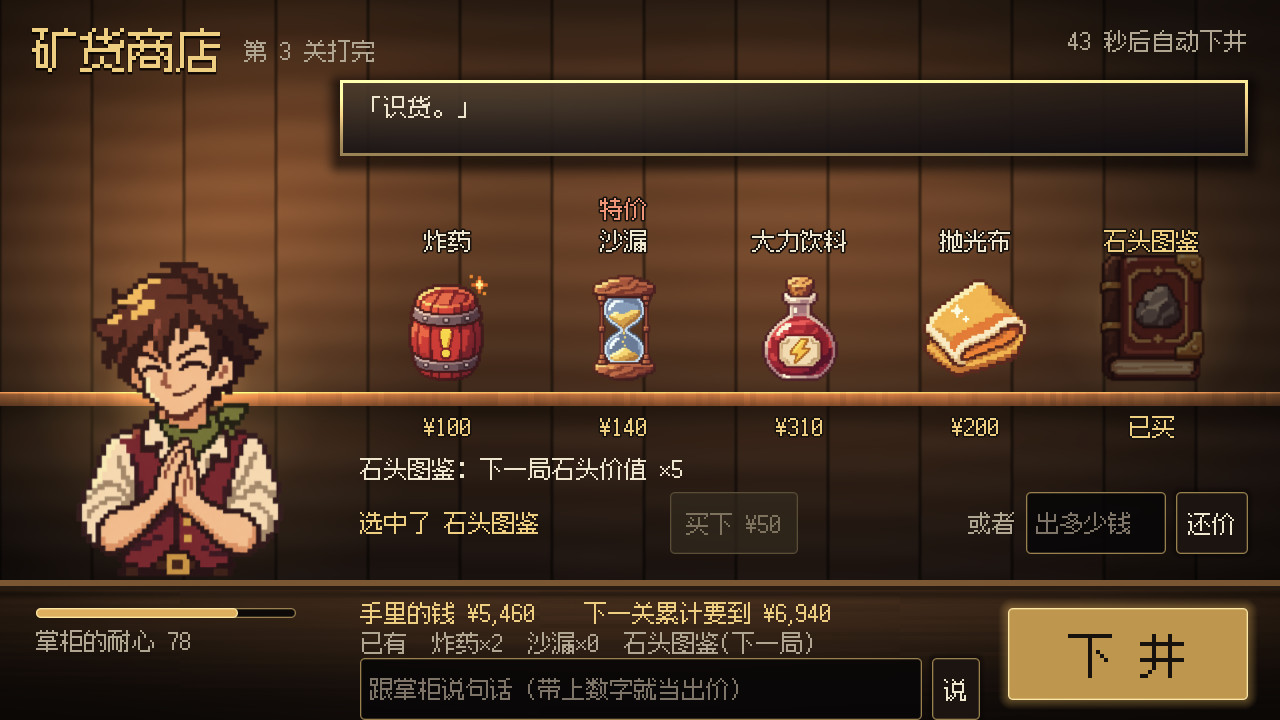 矿货商店 第 3 关打完
43 秒后自动下井
「识货。」
特价
炸药 沙漏 大力饮料 抛光布 石头图鉴
¥100 ¥140 ¥310 ¥200 已买
石头图鉴：下一局石头价值 ×5
选中了 石头图鉴 买下 ¥50 或者 出多少钱 还价
手里的钱 ¥5,460 下一关累计要到 ¥6,940
掌柜的耐心 78
已有 炸药×2 沙漏×0 石头图鉴(下一局)
跟掌柜说句话（带上数字就当出价） 说
下井